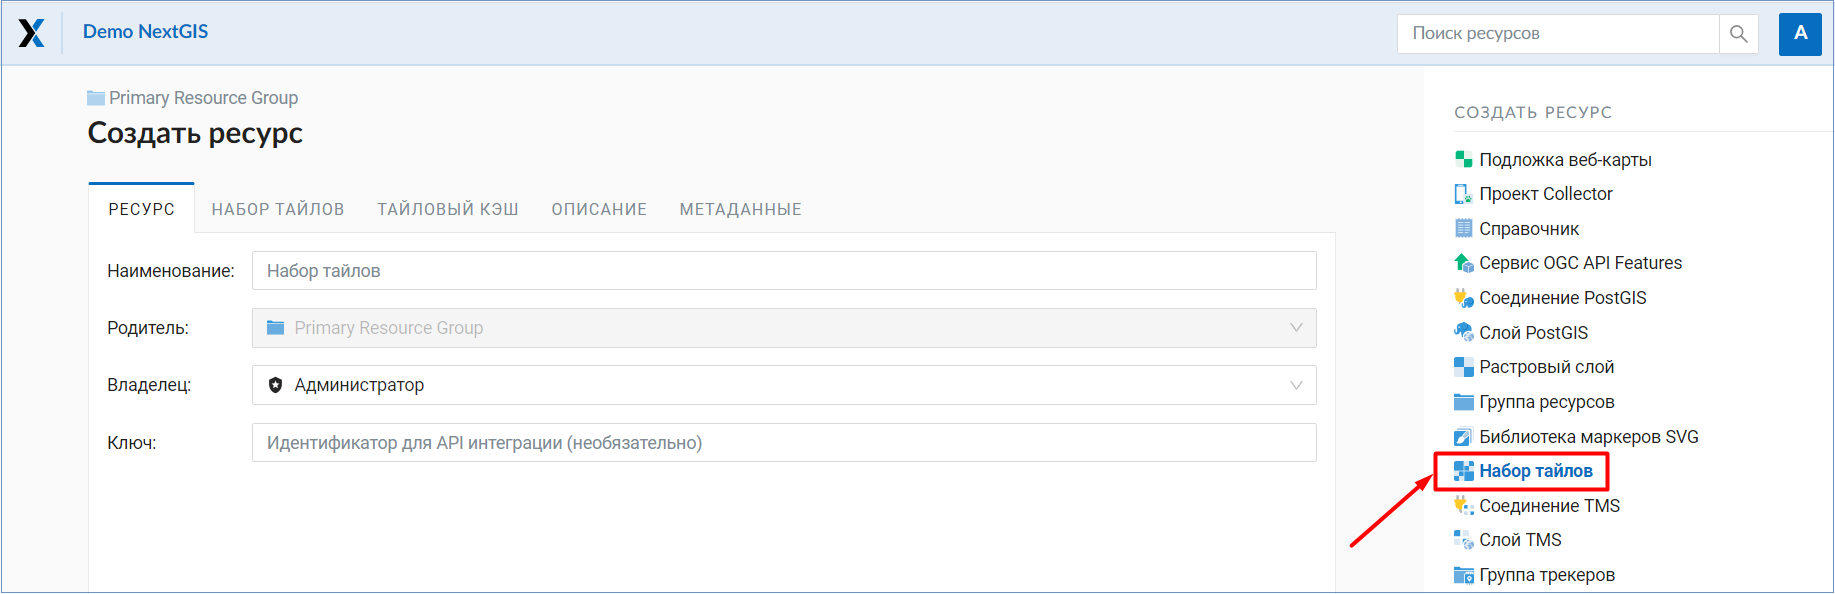 Demo NextGIS
Поиск ресурсов
A
Primary Resource Group
Создать ресурс
РЕСУРС НАБОР ТАЙЛОВ ТАЙЛОВЫЙ КЭШ ОПИСАНИЕ МЕТАДАННЫЕ
Наименование: Набор тайлов
Родитель: Primary Resource Group
Владелец: Администратор
Ключ: Идентификатор для API интеграции (необязательно)
СОЗДАТЬ РЕСУРС
Подложка веб-карты
Проект Collector
Справочник
Сервис OGC API Features
Соединение PostGIS
Слой PostGIS
Растровый слой
Группа ресурсов
Библиотека маркеров SVG
Набор тайлов
Соединение TMS
Слой TMS
Группа трекеров